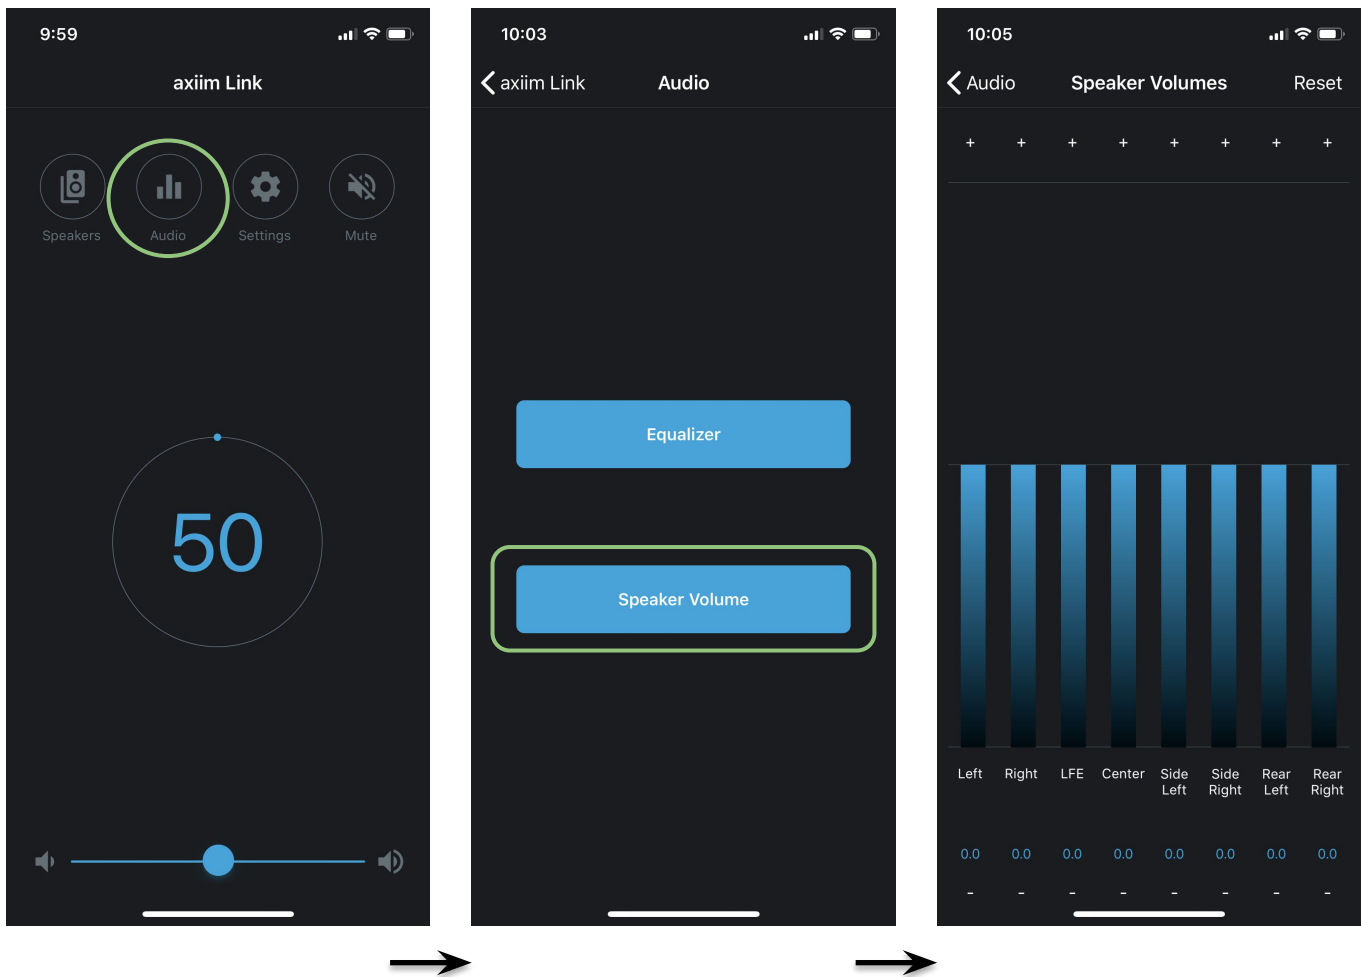 9:59
axiim Link
Speakers Audio Settings Mute
50
10:03
axiim Link Audio
Equalizer
Speaker Volume
10:05
Audio Speaker Volumes Reset
+ + + + + + + +
Left Right LFE Center Side Left Side Right Rear Left Rear Right
0.0 0.0 0.0 0.0 0.0 0.0 0.0 0.0
- - - - - - - -